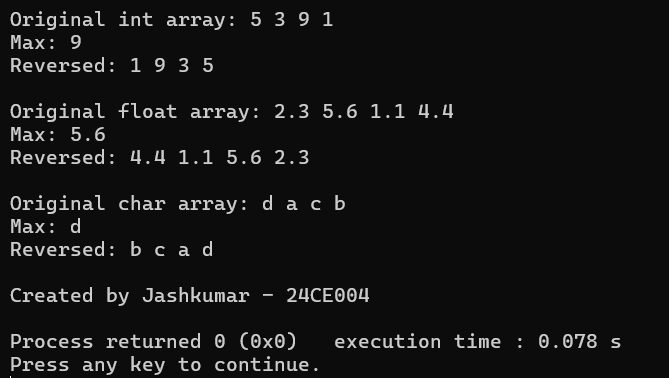 Original int array: 5 3 9 1
Max: 9
Reversed: 1 9 3 5
Original float array: 2.3 5.6 1.1 4.4
Max: 5.6
Reversed: 4.4 1.1 5.6 2.3
Original char array: d a c b
Max: d
Reversed: b c a d
Created by Jashkumar - 24CE004
Process returned 0 (0x0)   execution time : 0.078 s
Press any key to continue.